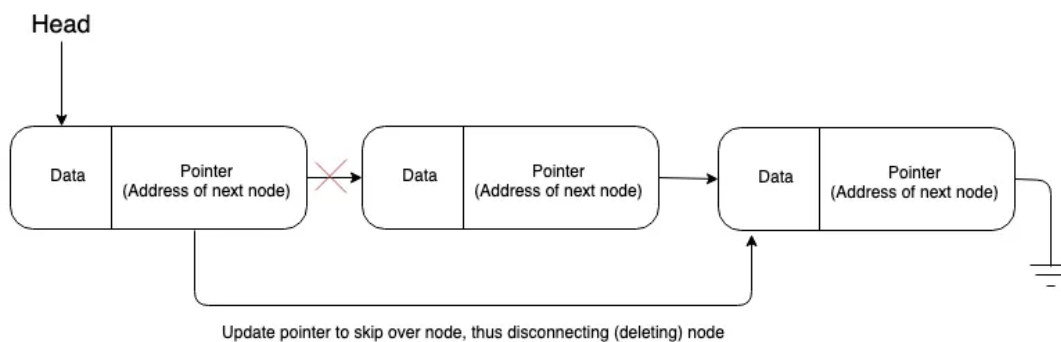 Head
Data
Pointer
(Address of next node)
Data
Pointer
(Address of next node)
Data
Pointer
(Address of next node)
Update pointer to skip over node, thus disconnecting (deleting) node